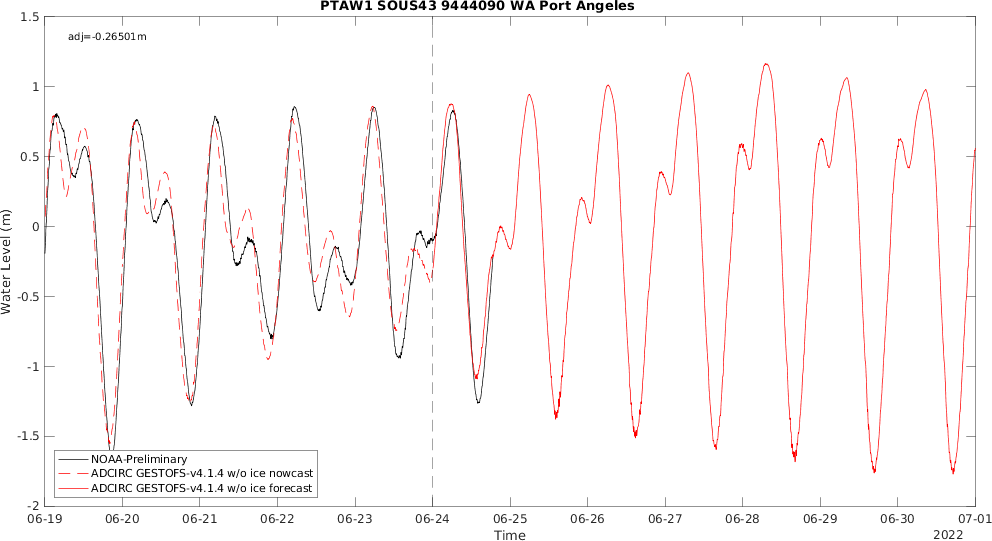 PTAW1 SOUS43 9444090 WA Port Angeles
adj=-0.26501m
1.5
1
0.5
0
-0.5
-1
-1.5
-2
Water Level (m)
NOAA-Preliminary
ADCIRC GESTOFS-v4.1.4 w/o ice nowcast
ADCIRC GESTOFS-v4.1.4 w/o ice forecast
06-19 06-20 06-21 06-22 06-23 06-24 06-25 06-26 06-27 06-28 06-29 06-30 07-01
Time
2022